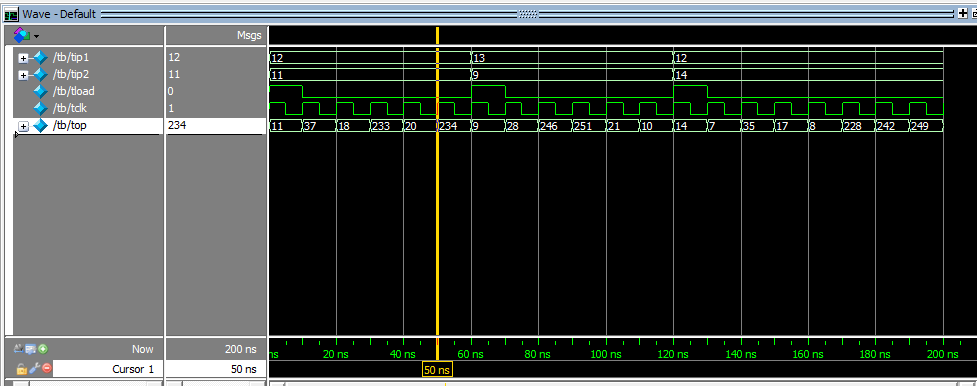 Wave - Default
Msgs
/tb/tip1 12 12 13 12
/tb/tip2 11 11 9 14
/tb/tload 0
/tb/tclk 1
/tb/top 234 11 37 18 233 20 234 9 28 246 251 21 10 14 7 35 17 8 228 242 249
Now 200 ns ns 20 ns 40 ns 60 ns 80 ns 100 ns 120 ns 140 ns 160 ns 180 ns 200 ns
Cursor 1 50 ns 50 ns